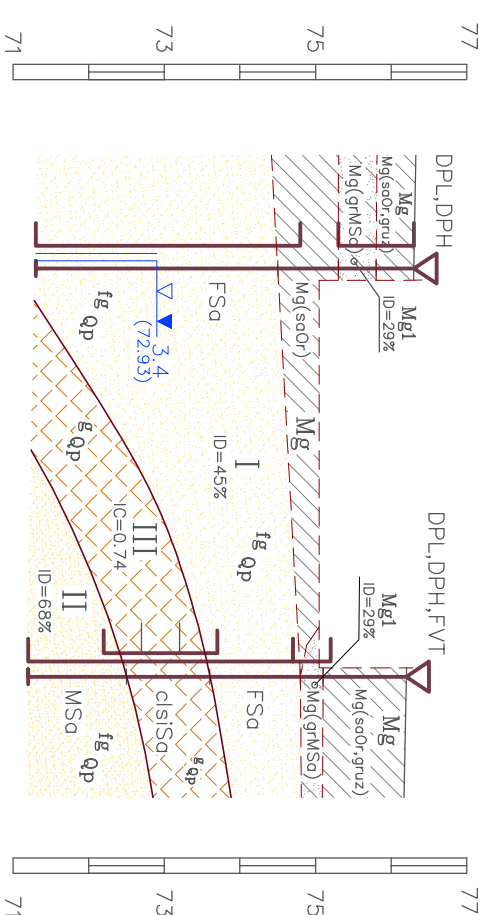 77
75
73
71
DPL,DPH
Mg
Mg(saOr,gruz)
Mg(grMSa)
Mg1
ID=29%
Mg(saOr)
Mg
FSa
I
ID=45%
fg Qp
fg Qp
3.4
(72.93)
g Qp
III
IC=0.74
II
ID=68%
DPL,DPH,FVT
Mg1
ID=29%
Mg
Mg(saOr,gruz)
Mg(grMSa)
FSa
g Qp
clsiSa
MSa
fg Qp
77
75
73
71